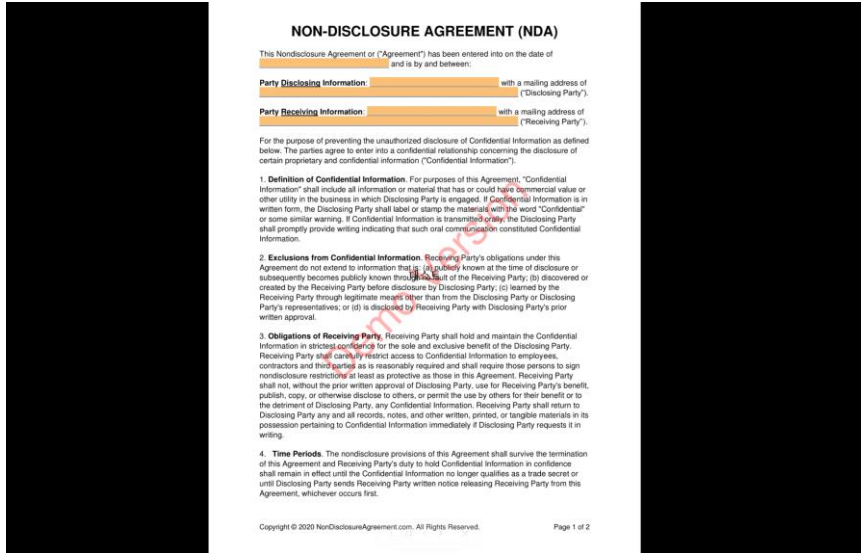 NON-DISCLOSURE AGREEMENT (NDA)
This Nondisclosure Agreement or ("Agreement") has been entered into on the date of
and is by and between:
Party Disclosing Information: with a mailing address of
("Disclosing Party").
Party Receiving Information: with a mailing address of
("Receiving Party").
For the purpose of preventing the unauthorized disclosure of Confidential Information as defined
below. The parties agree to enter into a confidential relationship concerning the disclosure of
certain proprietary and confidential information ("Confidential Information").
1. Definition of Confidential Information. For purposes of this Agreement, "Confidential
Information" shall include all information or material that has or could have commercial value or
other utility in the business in which Disclosing Party is engaged. If Confidential Information is in
written form, the Disclosing Party shall label or stamp the materials with the word "Confidential"
or some similar warning. If Confidential Information is transmitted orally, the Disclosing Party
shall promptly provide writing indicating that such oral communication constituted Confidential
Information.
2. Exclusions from Confidential Information. Receiving Party's obligations under this
Agreement do not extend to information that is: (a) publicly known at the time of disclosure or
subsequently becomes publicly known through no fault of the Receiving Party; (b) discovered or
created by the Receiving Party before disclosure by Disclosing Party; (c) learned by the
Receiving Party through legitimate means other than from the Disclosing Party or Disclosing
Party's representatives; or (d) is disclosed by Receiving Party with Disclosing Party's prior
written approval.
3. Obligations of Receiving Party. Receiving Party shall hold and maintain the Confidential
Information in strictest confidence for the sole and exclusive benefit of the Disclosing Party.
Receiving Party shall carefully restrict access to Confidential Information to employees,
contractors and third parties as is reasonably required and shall require those persons to sign
nondisclosure restrictions at least as protective as those in this Agreement. Receiving Party
shall not, without the prior written approval of Disclosing Party, use for Receiving Party's benefit,
publish, copy, or otherwise disclose to others, or permit the use by others for their benefit or to
the detriment of Disclosing Party, any Confidential Information. Receiving Party shall return to
Disclosing Party any and all records, notes, and other written, printed, or tangible materials in its
possession pertaining to Confidential Information immediately if Disclosing Party requests it in
writing.
4. Time Periods. The nondisclosure provisions of this Agreement shall survive the termination
of this Agreement and Receiving Party's duty to hold Confidential Information in confidence
shall remain in effect until the Confidential Information no longer qualifies as a trade secret or
until Disclosing Party sends Receiving Party written notice releasing Receiving Party from this
Agreement, whichever occurs first.
Copyright © 2020 NonDisclosureAgreement.com. All Rights Reserved. Page 1 of 2
Demo Version